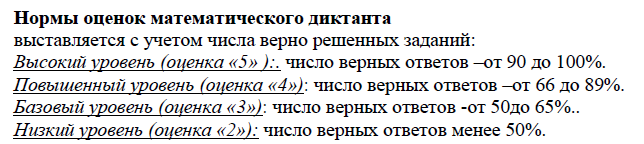 Нормы оценок математического диктанта
выставляется с учетом числа верно решенных заданий:
Высокий уровень (оценка «5» ):. число верных ответов –от 90 до 100%.
Повышенный уровень (оценка «4»): число верных ответов –от 66 до 89%.
Базовый уровень (оценка «3»): число верных ответов -от 50до 65%..
Низкий уровень (оценка «2»): число верных ответов менее 50%.